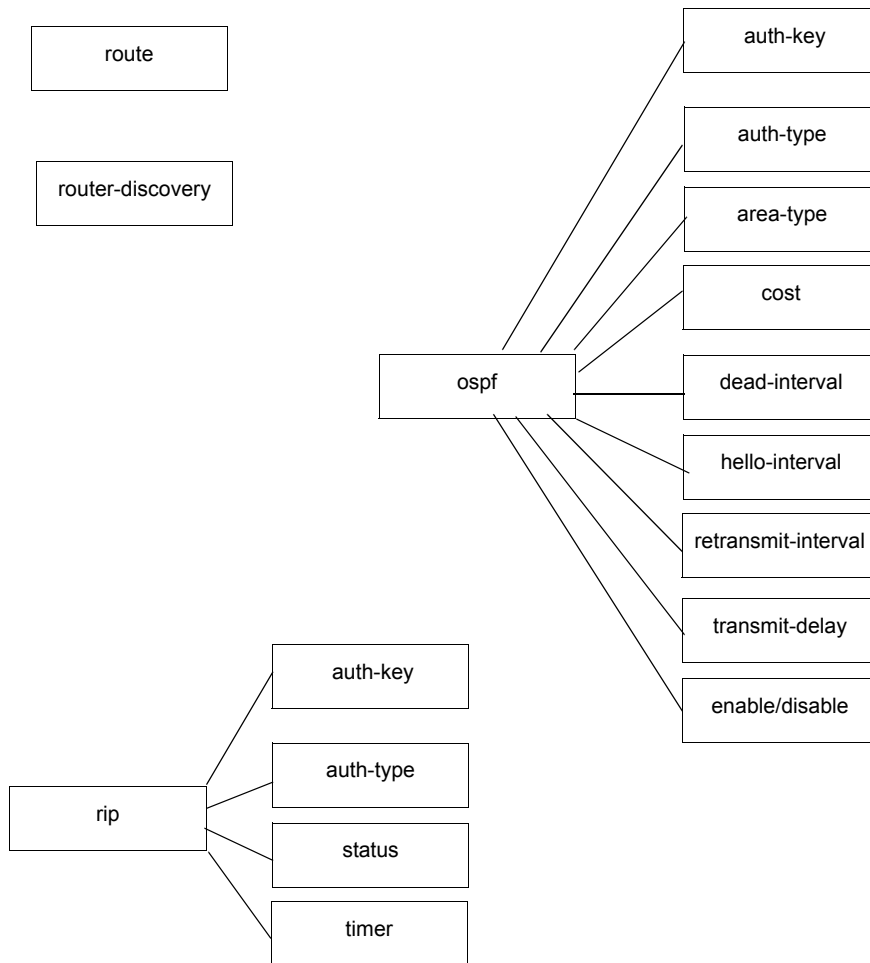 route
router-discovery
ospf
auth-key
auth-type
area-type
cost
dead-interval
hello-interval
retransmit-interval
transmit-delay
enable/disable
rip
auth-key
auth-type
status
timer